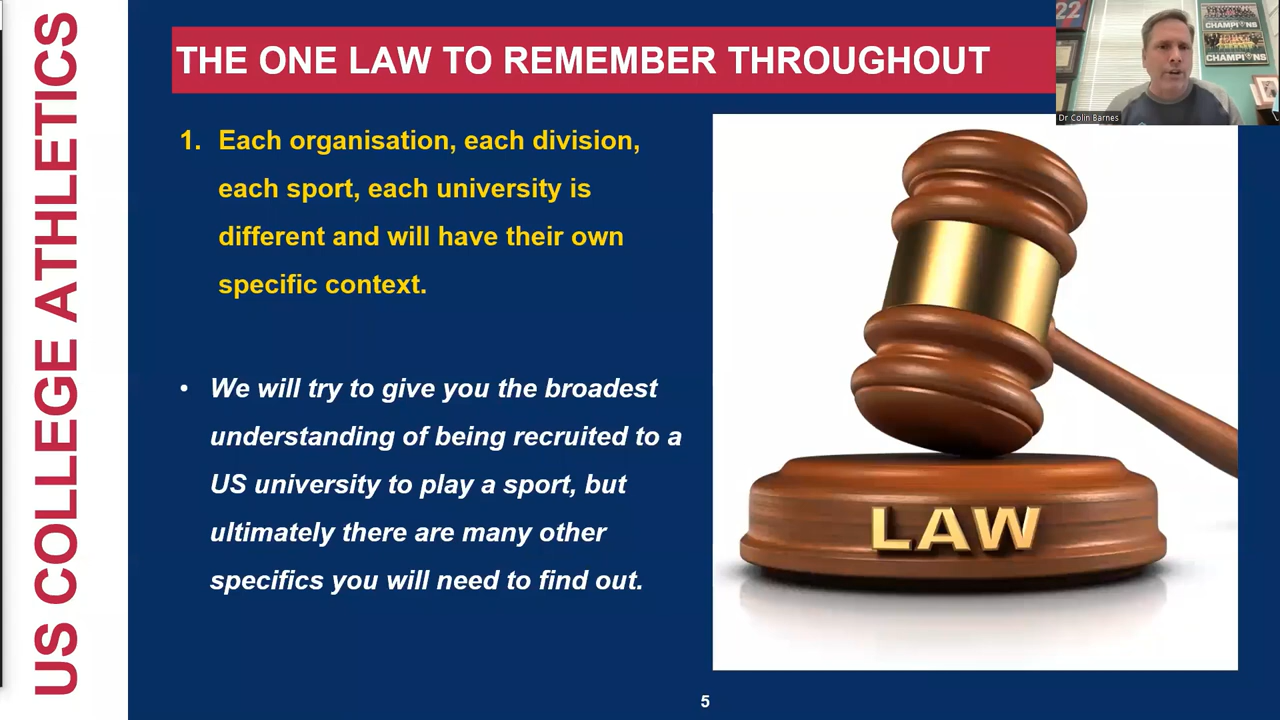 US COLLEGE ATHLETICS
THE ONE LAW TO REMEMBER THROUGHOUT
1. Each organisation, each division,
each sport, each university is
different and will have their own
specific context.
• We will try to give you the broadest
understanding of being recruited to a
US university to play a sport, but
ultimately there are many other
specifics you will need to find out.
LAW
5
22
CHAMPIONS
CHAMPIONS
Dr Colin Barnes